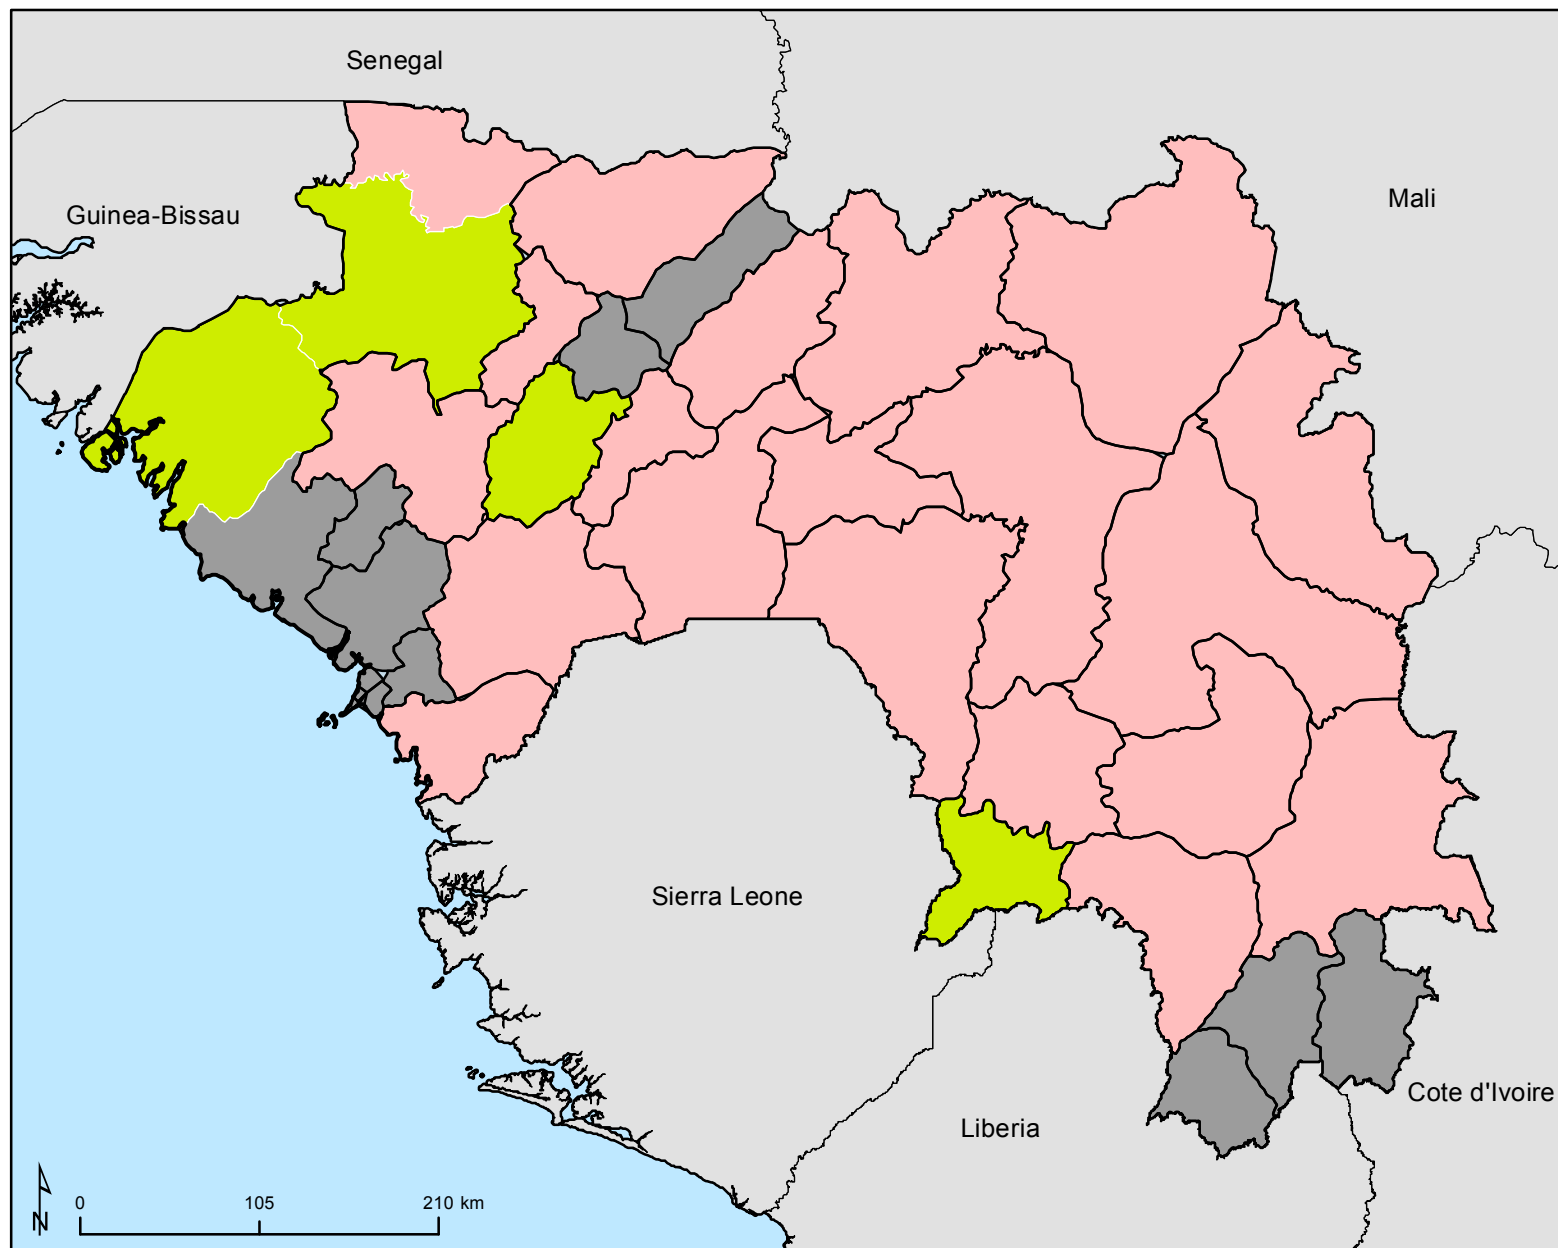 Senegal
Mali
Guinea-Bissau
Sierra Leone
Cote d'Ivoire
Liberia
N
0 105 210 km